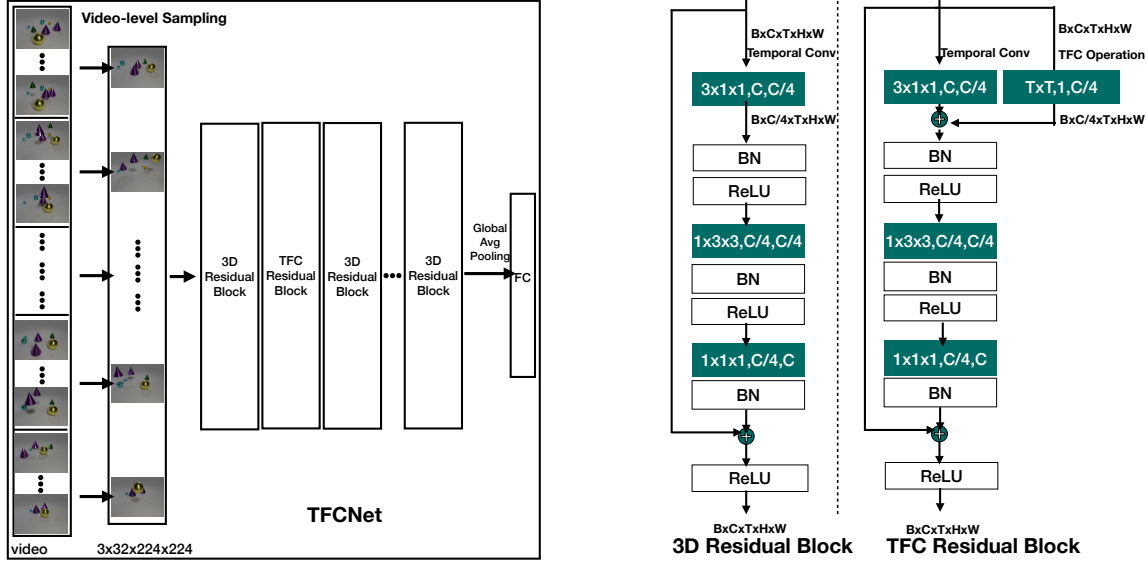 Video-level Sampling
3D
Residual
Block
TFC
Residual
Block
3D
Residual
Block
3D
Residual
Block
Global
Avg
Pooling
FC
TFCNet
video
3x32x224x224
BxCxTxHxW
Temporal Conv
3x1x1,C,C/4
BxC/4xTxHxW
BN
ReLU
1x3x3,C/4,C/4
BN
ReLU
1x1x1,C/4,C
BN
ReLU
BxCxTxHxW
3D Residual Block
BxCxTxHxW
Temporal Conv
TFC Operation
3x1x1,C,C/4
TxT,1,C/4
BxC/4xTxHxW
BN
ReLU
1x3x3,C/4,C/4
BN
ReLU
1x1x1,C/4,C
BN
ReLU
BxCxTxHxW
TFC Residual Block